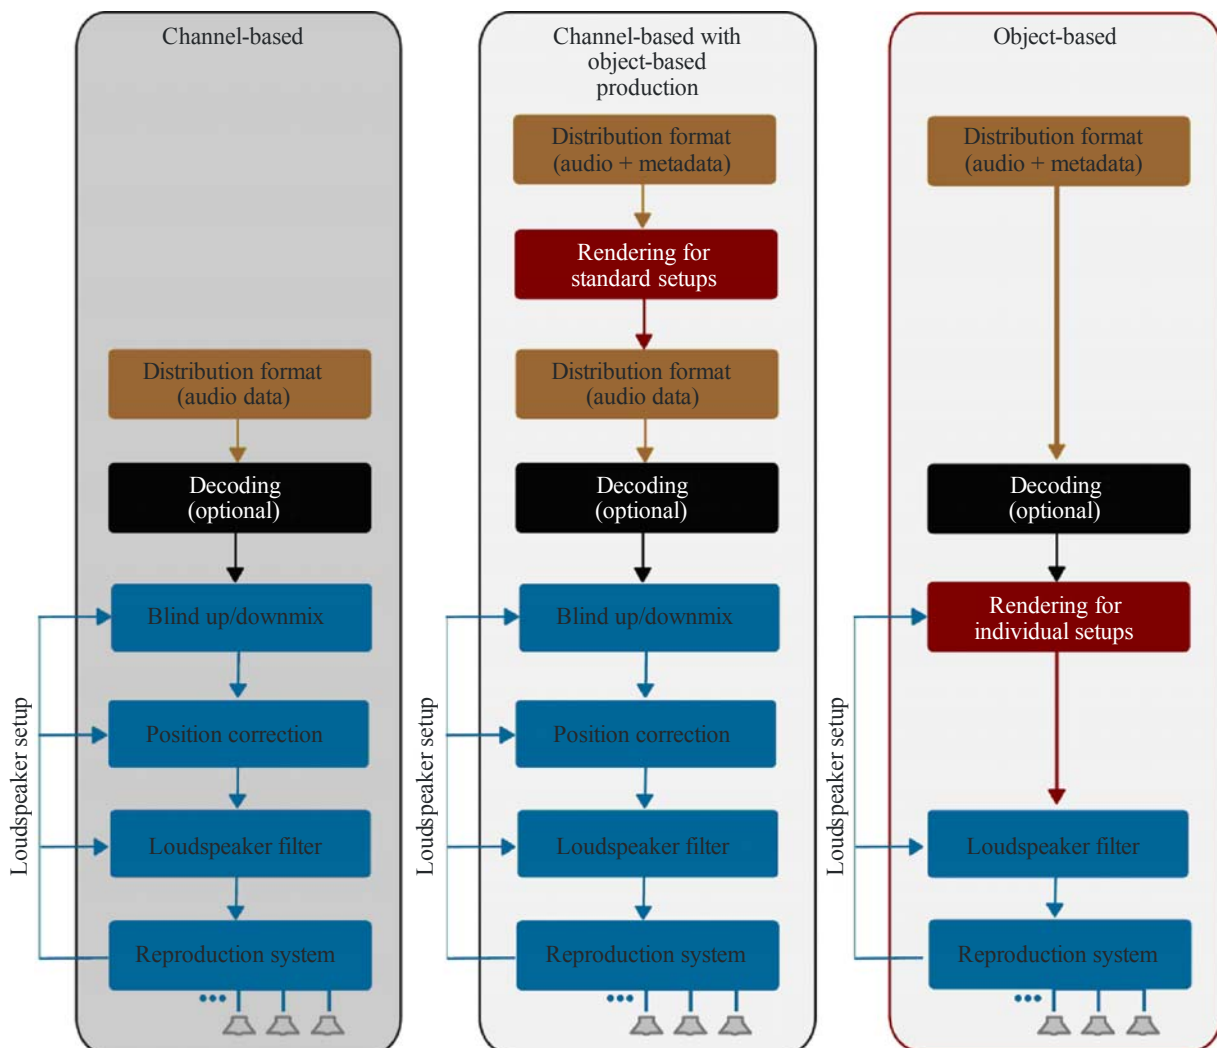 Channel-based
Distribution format
(audio data)
Decoding
(optional)
Blind up/downmix
Position correction
Loudspeaker filter
Reproduction system
Loudspeaker setup
Channel-based with
object-based
production
Distribution format
(audio + metadata)
Rendering for
standard setups
Distribution format
(audio data)
Decoding
(optional)
Blind up/downmix
Position correction
Loudspeaker filter
Reproduction system
Loudspeaker setup
Object-based
Distribution format
(audio + metadata)
Decoding
(optional)
Rendering for
individual setups
Loudspeaker filter
Reproduction system
Loudspeaker setup